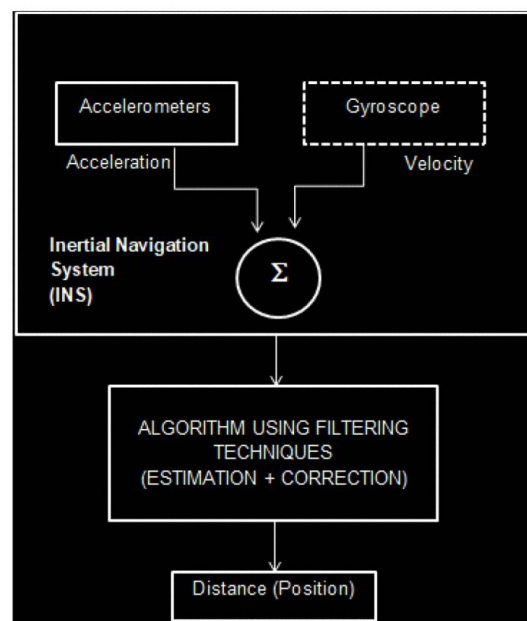 Accelerometers
Gyroscope
Acceleration
Velocity
Inertial Navigation
System
(INS)
Σ
ALGORITHM USING FILTERING
TECHNIQUES
(ESTIMATION + CORRECTION)
Distance (Position)